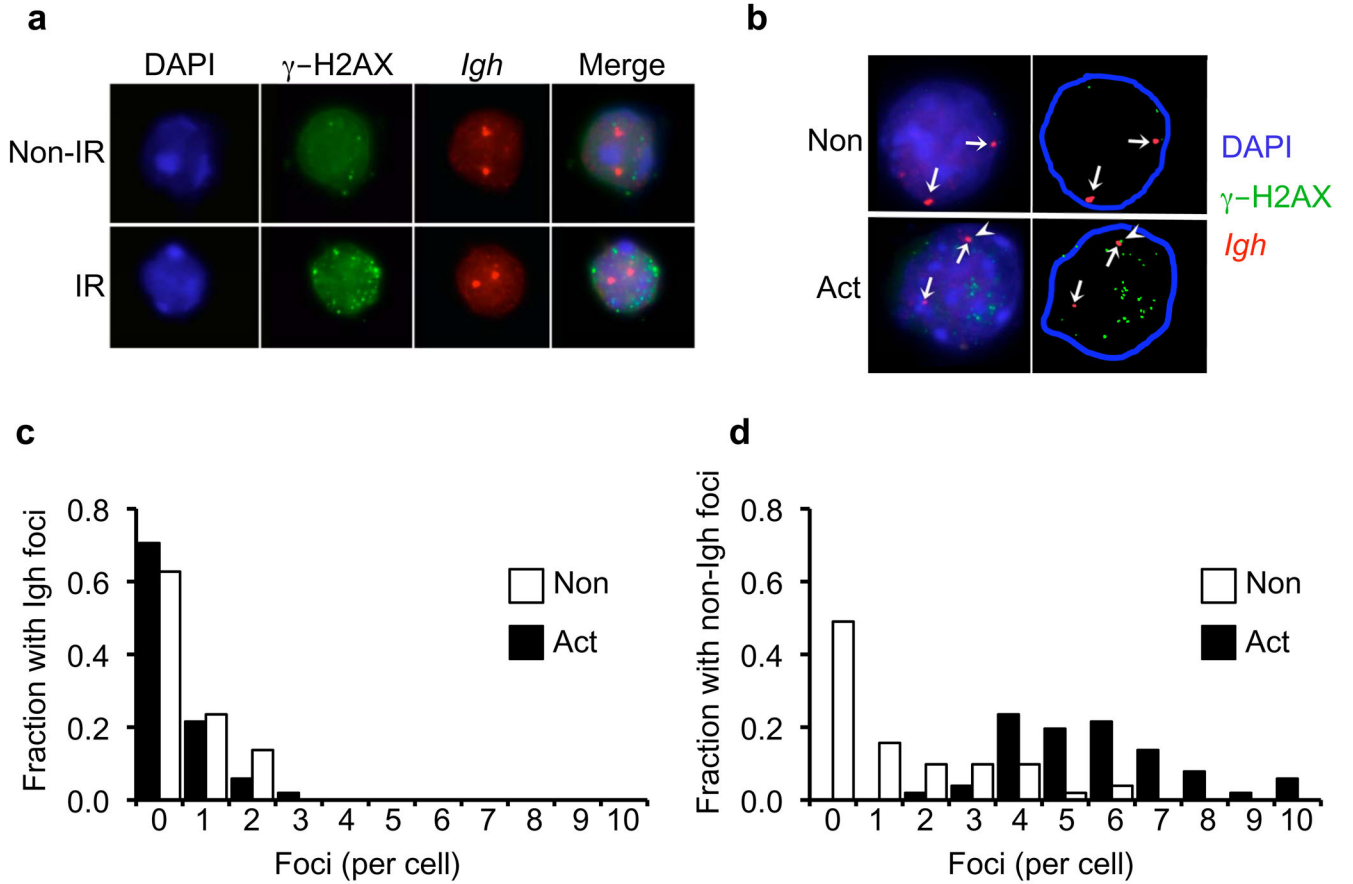 a
DAPI γ−H2AX Igh Merge
Non-IR
IR
b
Non
Act
DAPI
γ−H2AX
Igh
c
Fraction with Igh foci
0.8
0.6
0.4
0.2
0.0
0 1 2 3 4 5 6 7 8 9 10
Foci (per cell)
Non
Act
d
Fraction with non-Igh foci
0.8
0.6
0.4
0.2
0.0
0 1 2 3 4 5 6 7 8 9 10
Foci (per cell)
Non
Act